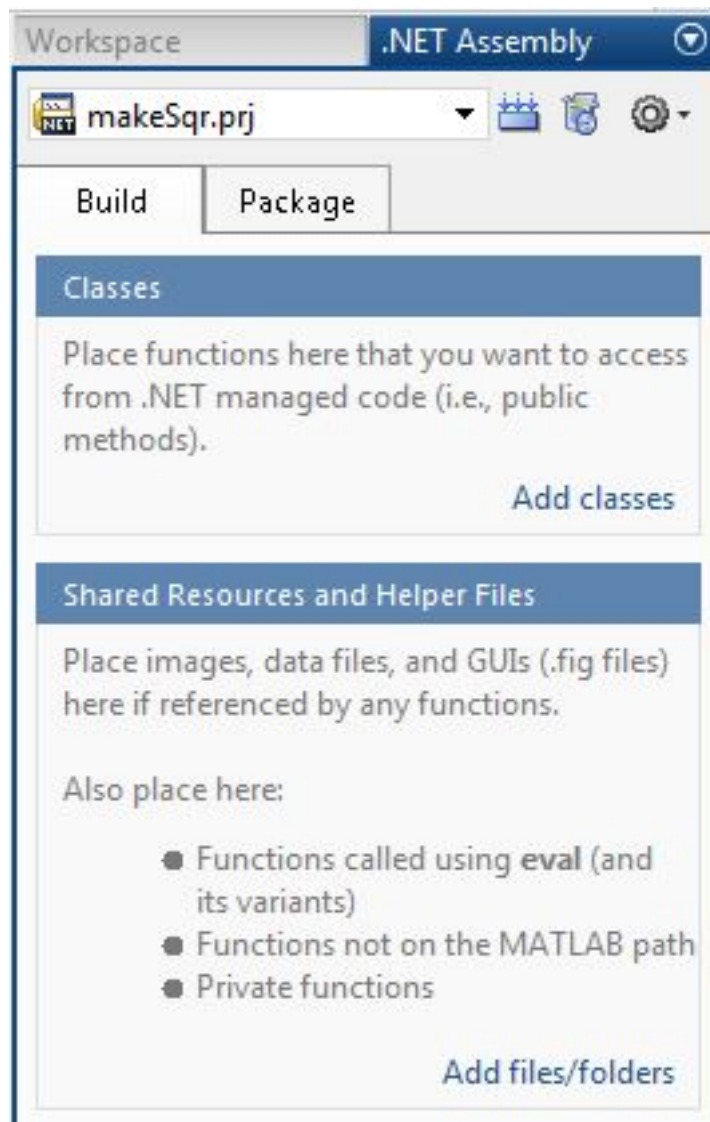 Workspace
.NET Assembly
NET makeSqr.prj
Build
Package
Classes
Place functions here that you want to access
from .NET managed code (i.e., public
methods).
Add classes
Shared Resources and Helper Files
Place images, data files, and GUIs (.fig files)
here if referenced by any functions.
Also place here:
Functions called using eval (and
its variants)
Functions not on the MATLAB path
Private functions
Add files/folders